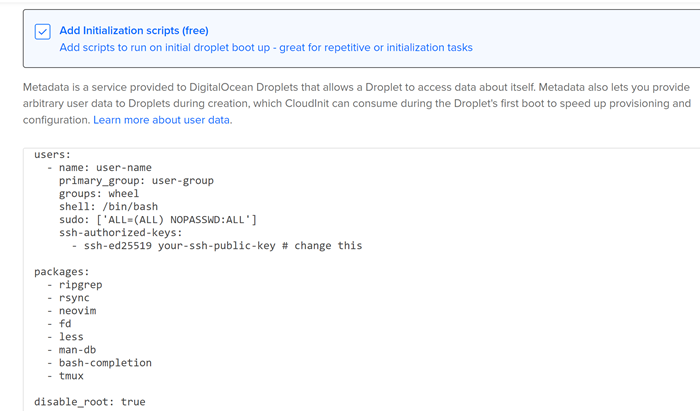 Add Initialization scripts (free)
Add scripts to run on initial droplet boot up - great for repetitive or initialization tasks
Metadata is a service provided to DigitalOcean Droplets that allows a Droplet to access data about itself. Metadata also lets you provide
arbitrary user data to Droplets during creation, which CloudInit can consume during the Droplet's first boot to speed up provisioning and
configuration. Learn more about user data.
users:
  - name: user-name
    primary_group: user-group
    groups: wheel
    shell: /bin/bash
    sudo: ['ALL=(ALL) NOPASSWD:ALL']
    ssh-authorized-keys:
      - ssh-ed25519 your-ssh-public-key # change this
packages:
  - ripgrep
  - rsync
  - neovim
  - fd
  - less
  - man-db
  - bash-completion
  - tmux
disable_root: true